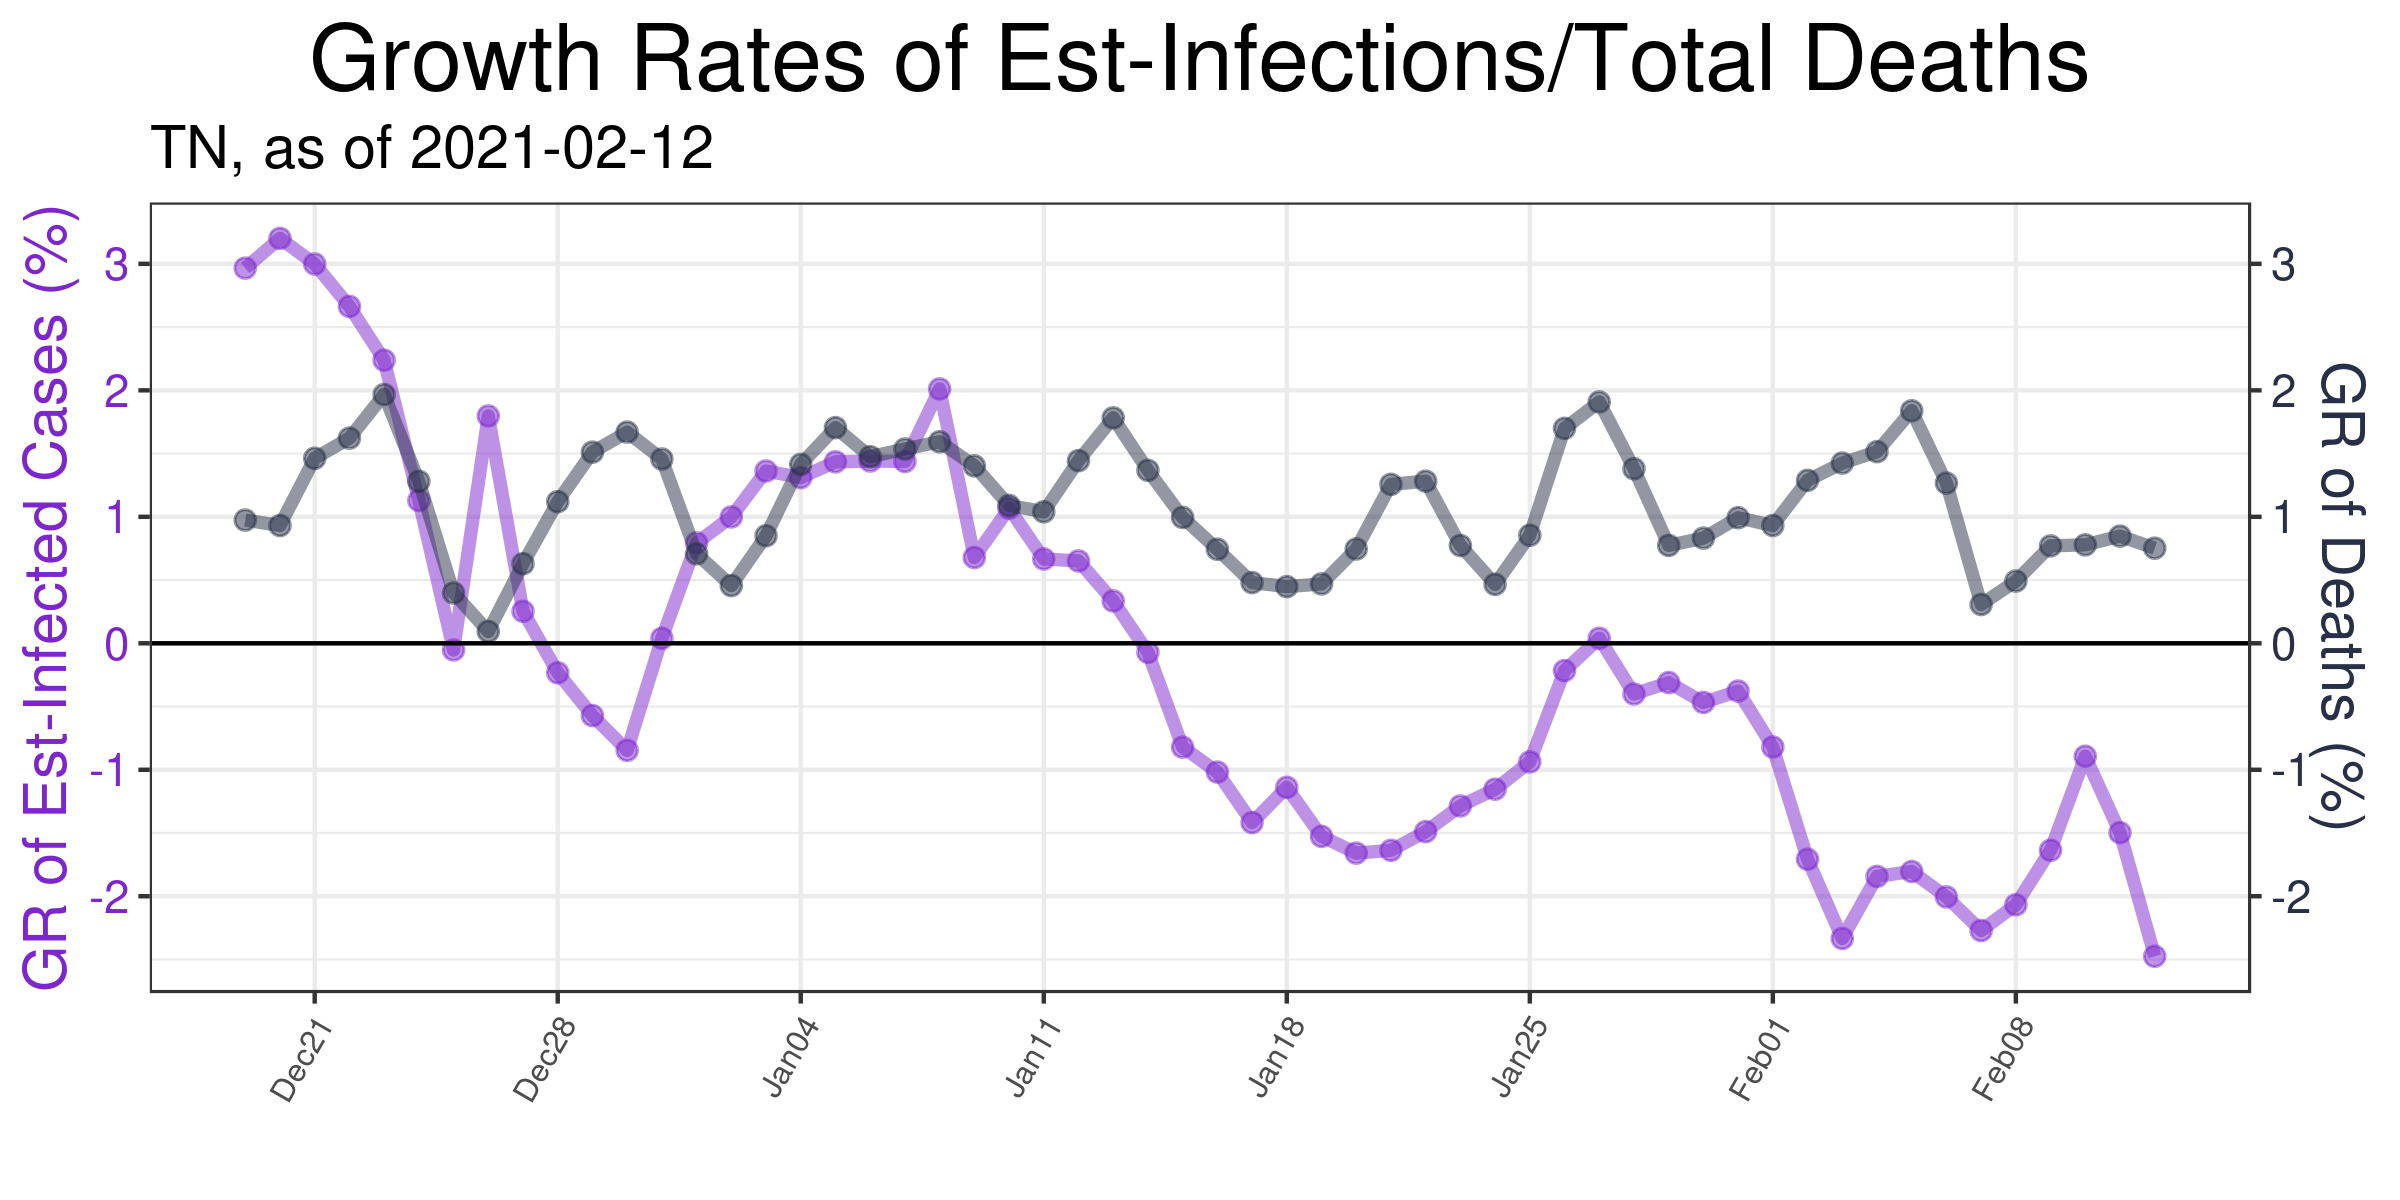 Growth Rates of Est-Infections/Total Deaths
TN, as of 2021-02-12
GR of Est-Infected Cases (%)
3
2
1
0
-1
-2
3
2
1
0
-1
-2
GR of Deaths (%)
Dec21
Dec28
Jan04
Jan11
Jan18
Jan25
Feb01
Feb08